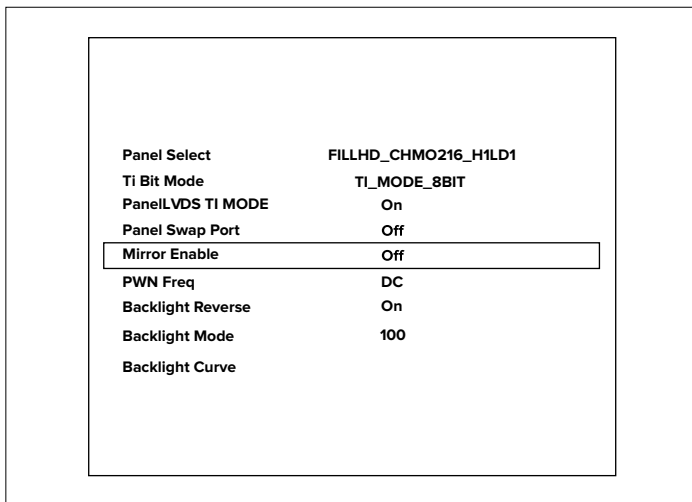 Panel Select FILLHD_CHMO216_H1LD1
Ti Bit Mode TI_MODE_8BIT
PanelLVDS TI MODE On
Panel Swap Port Off
Mirror Enable Off
PWN Freq DC
Backlight Reverse On
Backlight Mode 100
Backlight Curve